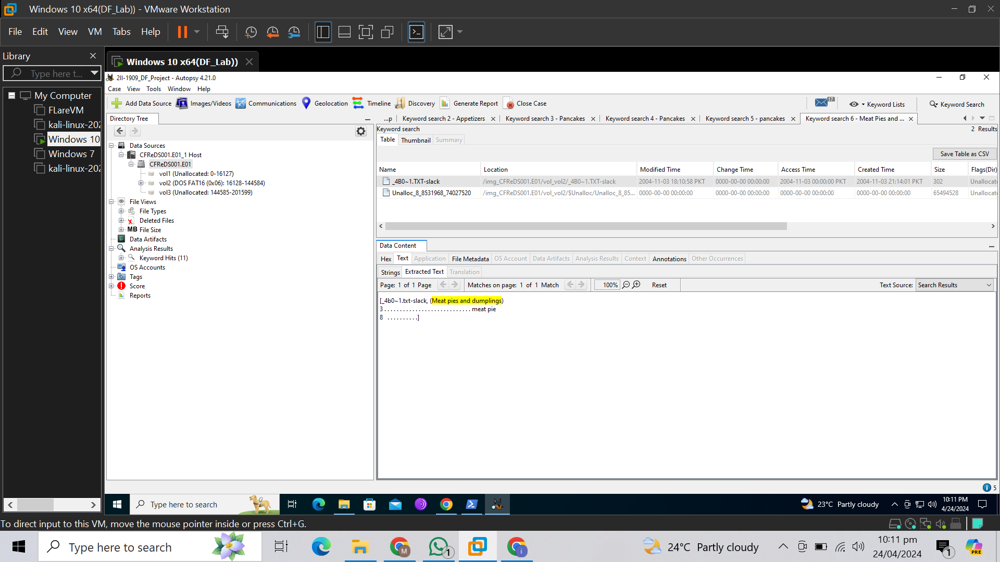 Windows 10 x64(DF_Lab)) - VMware Workstation
File Edit View VM Tabs Help
Library
Type here t...
My Computer
FLareVM
kali-linux-202
Windows 10
Windows 7
kali-linux-202
Windows 10 x64(DF_Lab))
2II-1909_DF_Project - Autopsy 4.21.0
Case View Tools Window Help
Add Data Source Images/Videos Communications Geolocation Timeline Discovery Generate Report Close Case 17 Keyword Lists Keyword Search
Directory Tree
Data Sources
CFReDS001.E01_1 Host
CFReDS001.E01
vol1 (Unallocated: 0-16127)
vol2 (DOS FAT16 (0x06): 16128-144584)
vol3 (Unallocated: 144585-201599)
File Views
File Types
Deleted Files
MB File Size
Data Artifacts
Analysis Results
Keyword Hits (11)
OS Accounts
Tags
Score
Reports
...p Keyword search 2 - Appetizers Keyword search 3 - Pancakes Keyword search 4 - Pancakes Keyword search 5 - pancakes Keyword search 6 - Meat Pies and ...
Keyword search 2 Results
Table Thumbnail Summary
Save Table as CSV
Name Location Modified Time Change Time Access Time Created Time Size Flags(Dir)
_4B0~1.TXT-slack /img_CFReDS001.E01/vol_vol2/_4B0~1.TXT-slack 2004-11-03 18:10:58 PKT 0000-00-00 00:00:00 2004-11-03 00:00:00 PKT 2004-11-03 21:14:01 PKT 302 Unallocate
Unalloc_8_8531968_74027520 /img_CFReDS001.E01/vol_vol2/$Unalloc/Unalloc_8_85... 0000-00-00 00:00:00 0000-00-00 00:00:00 0000-00-00 00:00:00 0000-00-00 00:00:00 65494528 Unallocate
Data Content
Hex Text Application File Metadata OS Account Data Artifacts Analysis Results Context Annotations Other Occurrences
Strings Extracted Text Translation
Page: 1 of 1 Page Matches on page: 1 of 1 Match 100% Reset Text Source: Search Results
[_4b0~1.txt-slack, (Meat pies and dumplings)
3 . . . . . . . . . . . . . . . . . . . . . . . . . . . . meat pie
8 . . . . . . . . . .]
5
Type here to search 23°C Partly cloudy 10:11 PM
4/24/2024
To direct input to this VM, move the mouse pointer inside or press Ctrl+G.
Type here to search M 1 i 24°C Partly cloudy 10:11 pm
24/04/2024 1 PRE